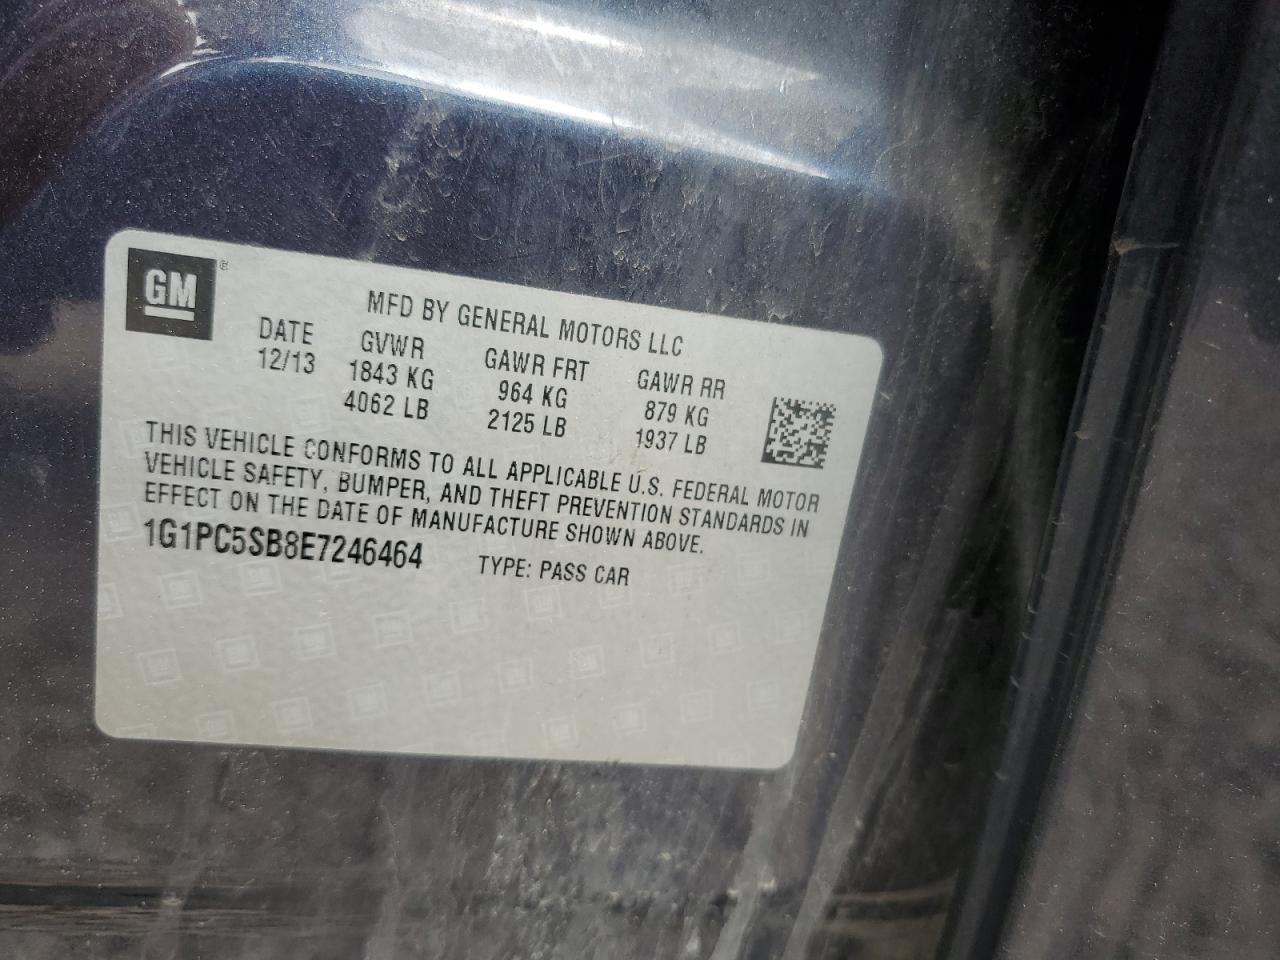 GM ®
MFD BY GENERAL MOTORS LLC
DATE GVWR GAWR FRT GAWR RR
12/13 1843 KG 964 KG 879 KG
4062 LB 2125 LB 1937 LB
THIS VEHICLE CONFORMS TO ALL APPLICABLE U.S. FEDERAL MOTOR
VEHICLE SAFETY, BUMPER, AND THEFT PREVENTION STANDARDS IN
EFFECT ON THE DATE OF MANUFACTURE SHOWN ABOVE.
1G1PC5SB8E7246464 TYPE: PASS CAR